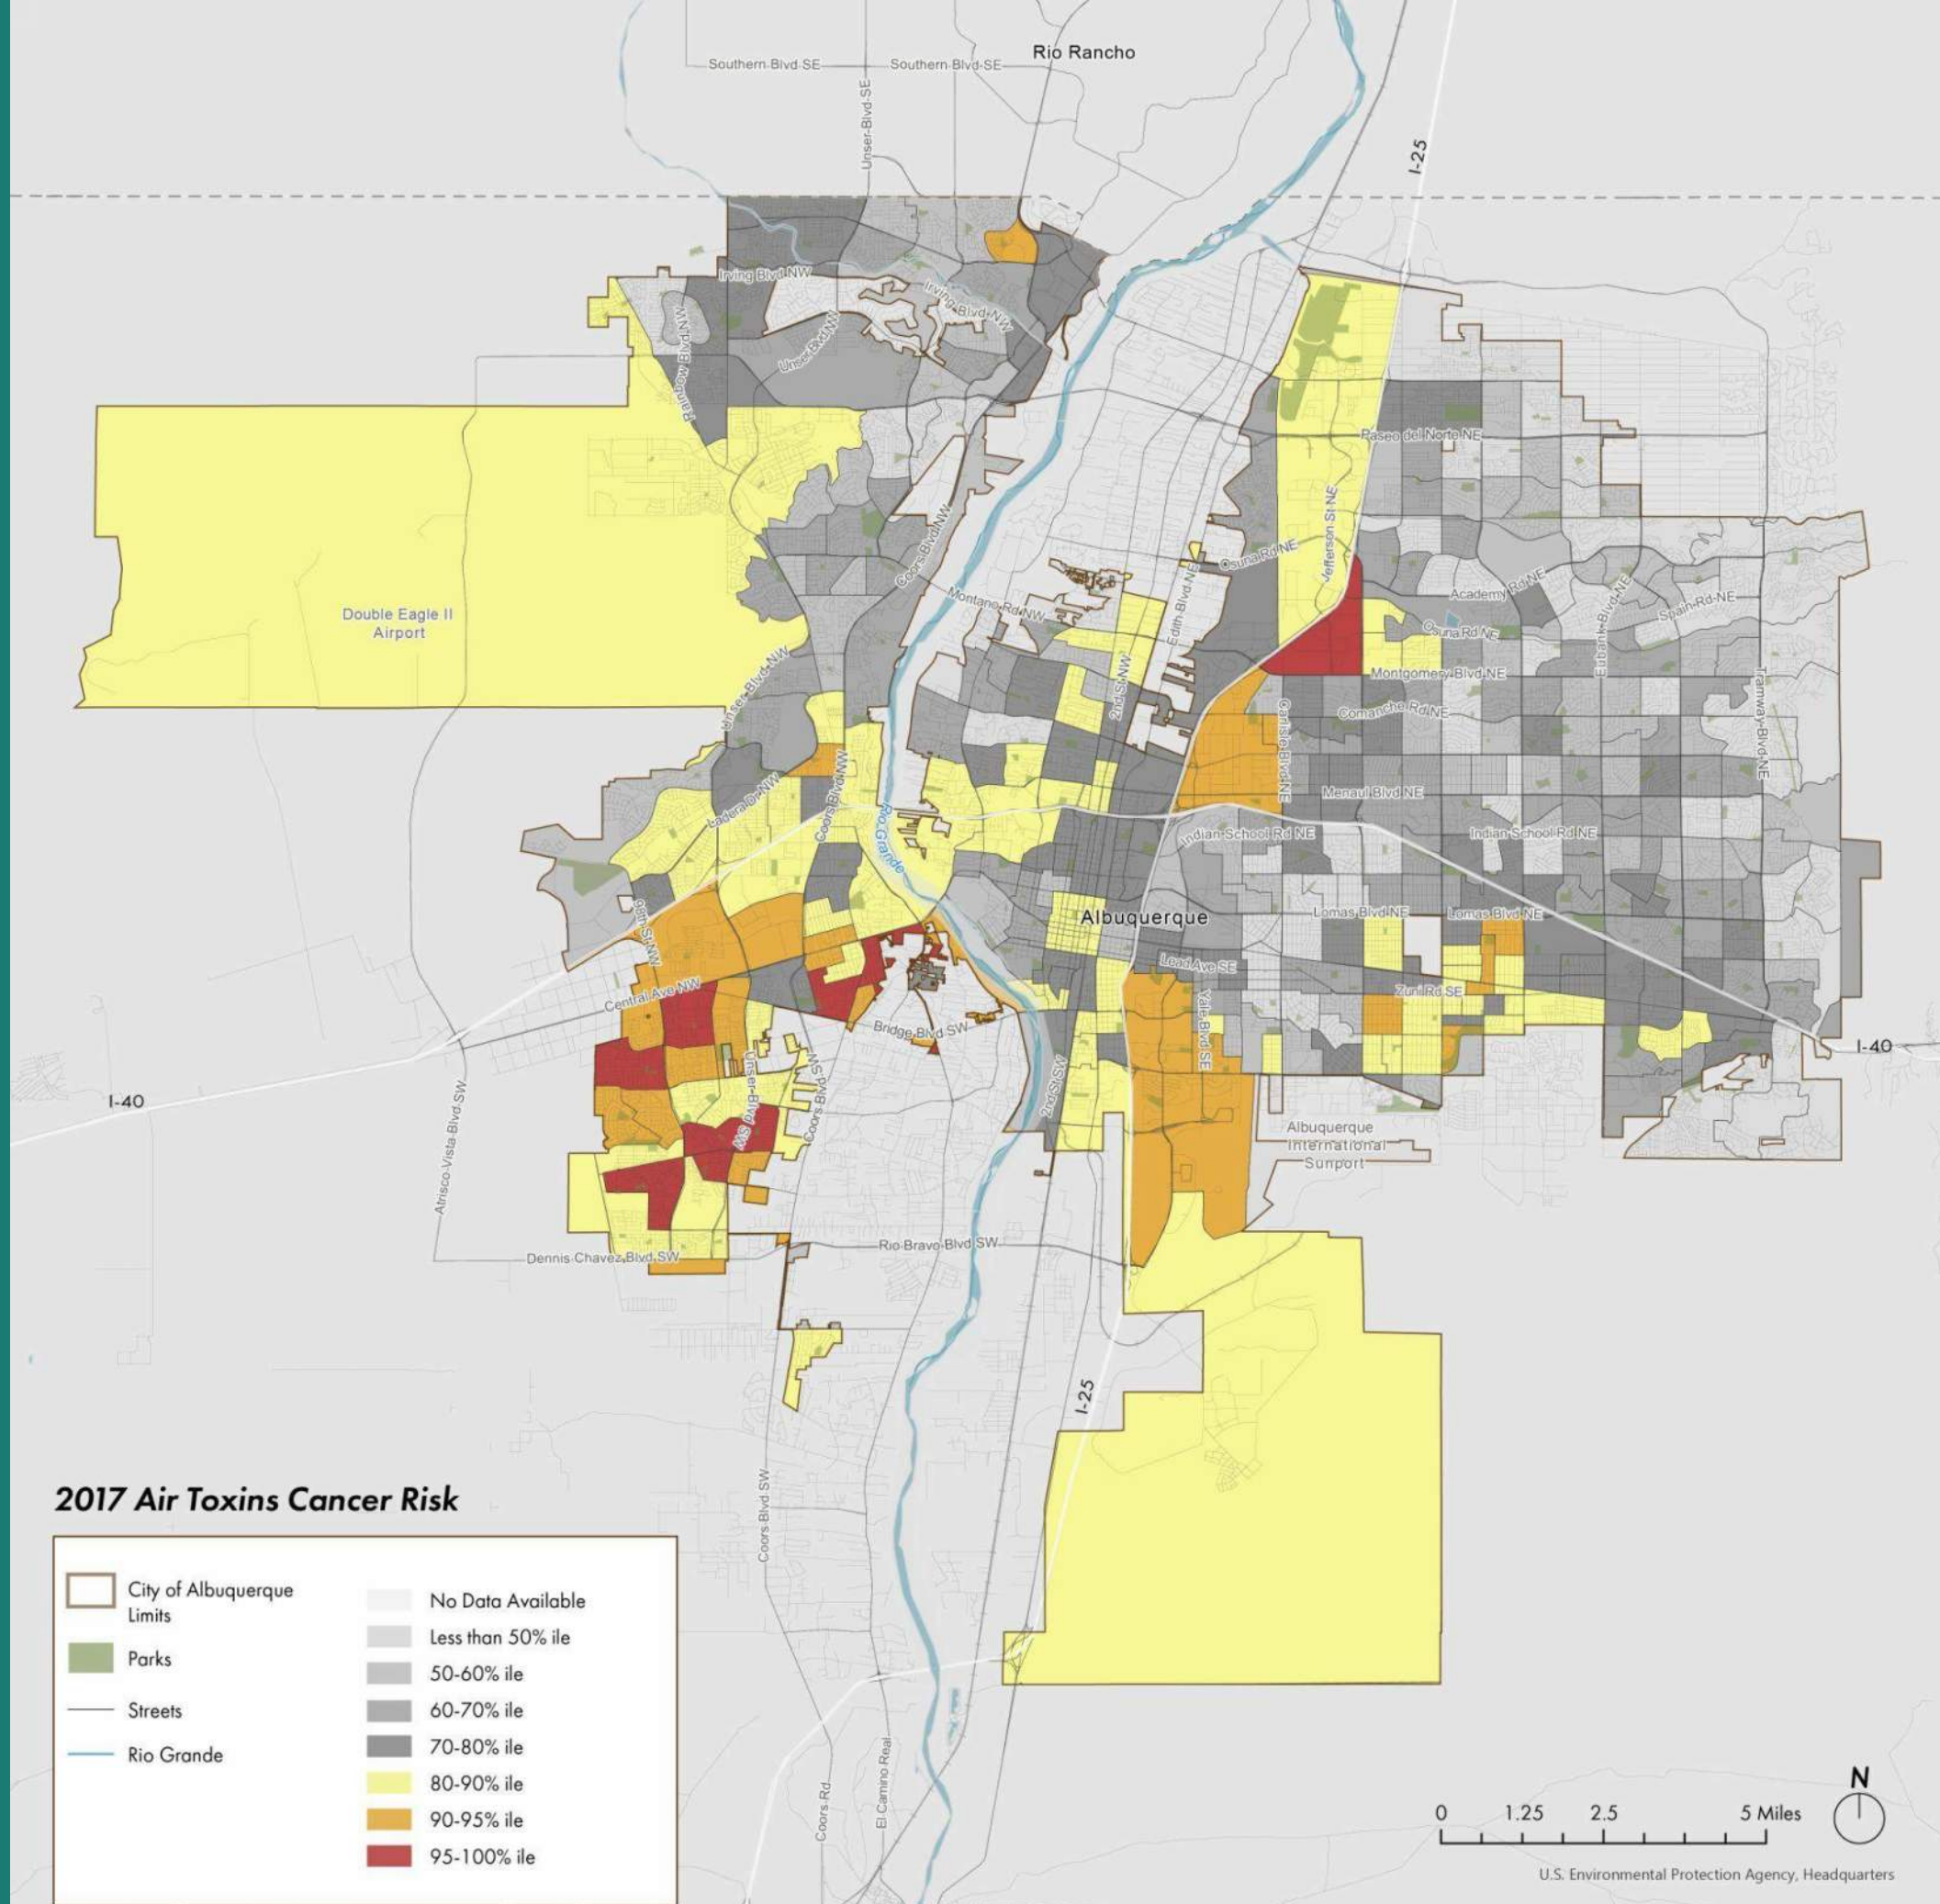 Rio Rancho
Southern Blvd SE
Southern Blvd SE
Unser Blvd SE
I-25
Irving Blvd NW
Irving Blvd NW
Rainbow Blvd NW
Unser Blvd NW
Paseo del Norte NE
Jefferson St NE
Coors Blvd NW
Osuna Rd NE
Academy Rd NE
Eubank Blvd NE
Spain Rd NE
Montano Rd NW
Edith Blvd NE
Double Eagle II
Airport
Osuna Rd NE
Unser Blvd NW
2nd St NW
Montgomery Blvd NE
Tramway Blvd NE
Comanche Rd NE
Carlisle Blvd NE
Coors Blvd NW
Ladera Dr NW
Menaul Blvd NE
Rio Grande
Indian School Rd NE
Indian School Rd NE
98th St NW
Albuquerque
Lomas Blvd NE
Lomas Blvd NE
Lead Ave SE
Central Ave NW
Zuni Rd SE
Yale Blvd SE
Bridge Blvd SW
I-40
Unser Blvd SW
Coors Blvd SW
2nd St SW
I-40
Atrisco Vista Blvd SW
Albuquerque
International
Sunport
Rio Bravo Blvd SW
Dennis Chavez Blvd SW
I-25
Coors Blvd SW
El Camino Real
Coors Rd
2017 Air Toxins Cancer Risk
City of Albuquerque
Limits
Parks
Streets
Rio Grande
No Data Available
Less than 50% ile
50-60% ile
60-70% ile
70-80% ile
80-90% ile
90-95% ile
95-100% ile
N
0 1.25 2.5 5 Miles
U.S. Environmental Protection Agency, Headquarters